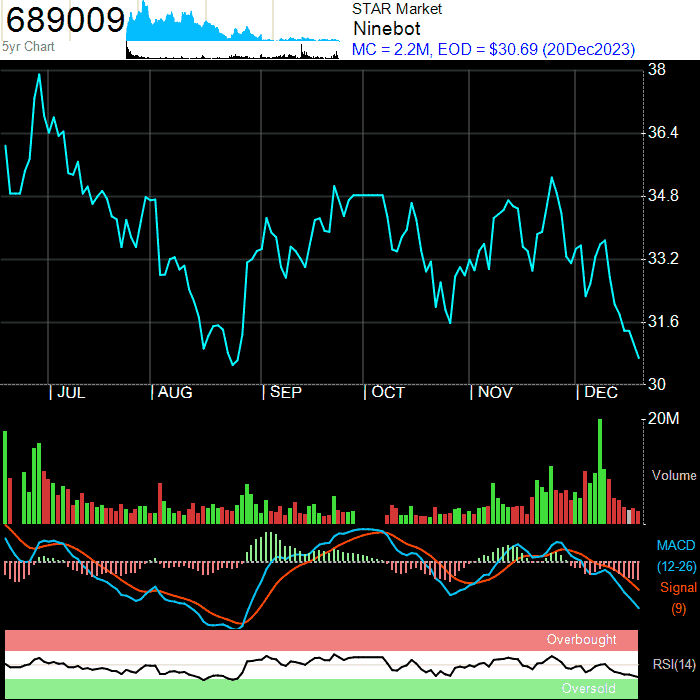 689009
5yr Chart
STAR Market
Ninebot
MC = 2.2M, EOD = $30.69 (20Dec2023)
38
36.4
34.8
33.2
31.6
30
| JUL | AUG | SEP | OCT | NOV | DEC
20M
Volume
MACD
(12-26)
Signal
(9)
Overbought
RSI(14)
Oversold